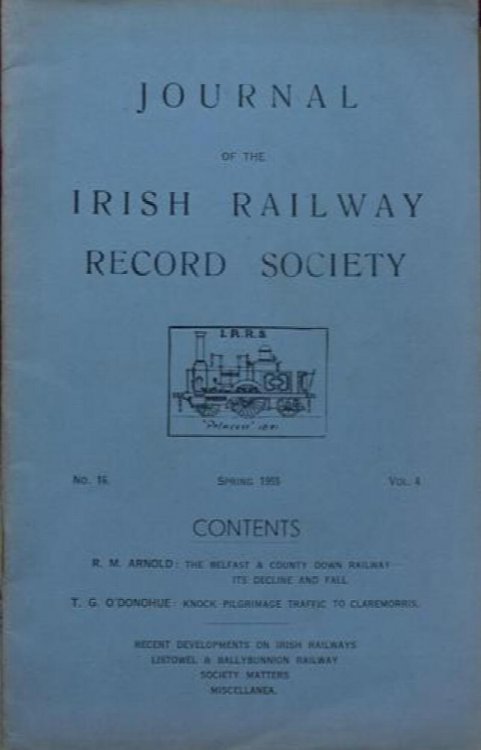 JOURNAL
OF THE
IRISH RAILWAY
RECORD SOCIETY
I.R.R.S
"Princess" 1841
No. 16. SPRING 1955 VOL. 4
CONTENTS
R. M. ARNOLD: THE BELFAST & COUNTY DOWN RAILWAY
ITS DECLINE AND FALL
T. G. O'DONOHUE: KNOCK PILGRIMAGE TRAFFIC TO CLAREMORRIS.
RECENT DEVELOPMENTS ON IRISH RAILWAYS
LISTOWEL & BALLYBUNNION RAILWAY
SOCIETY MATTERS
MISCELLANEA.